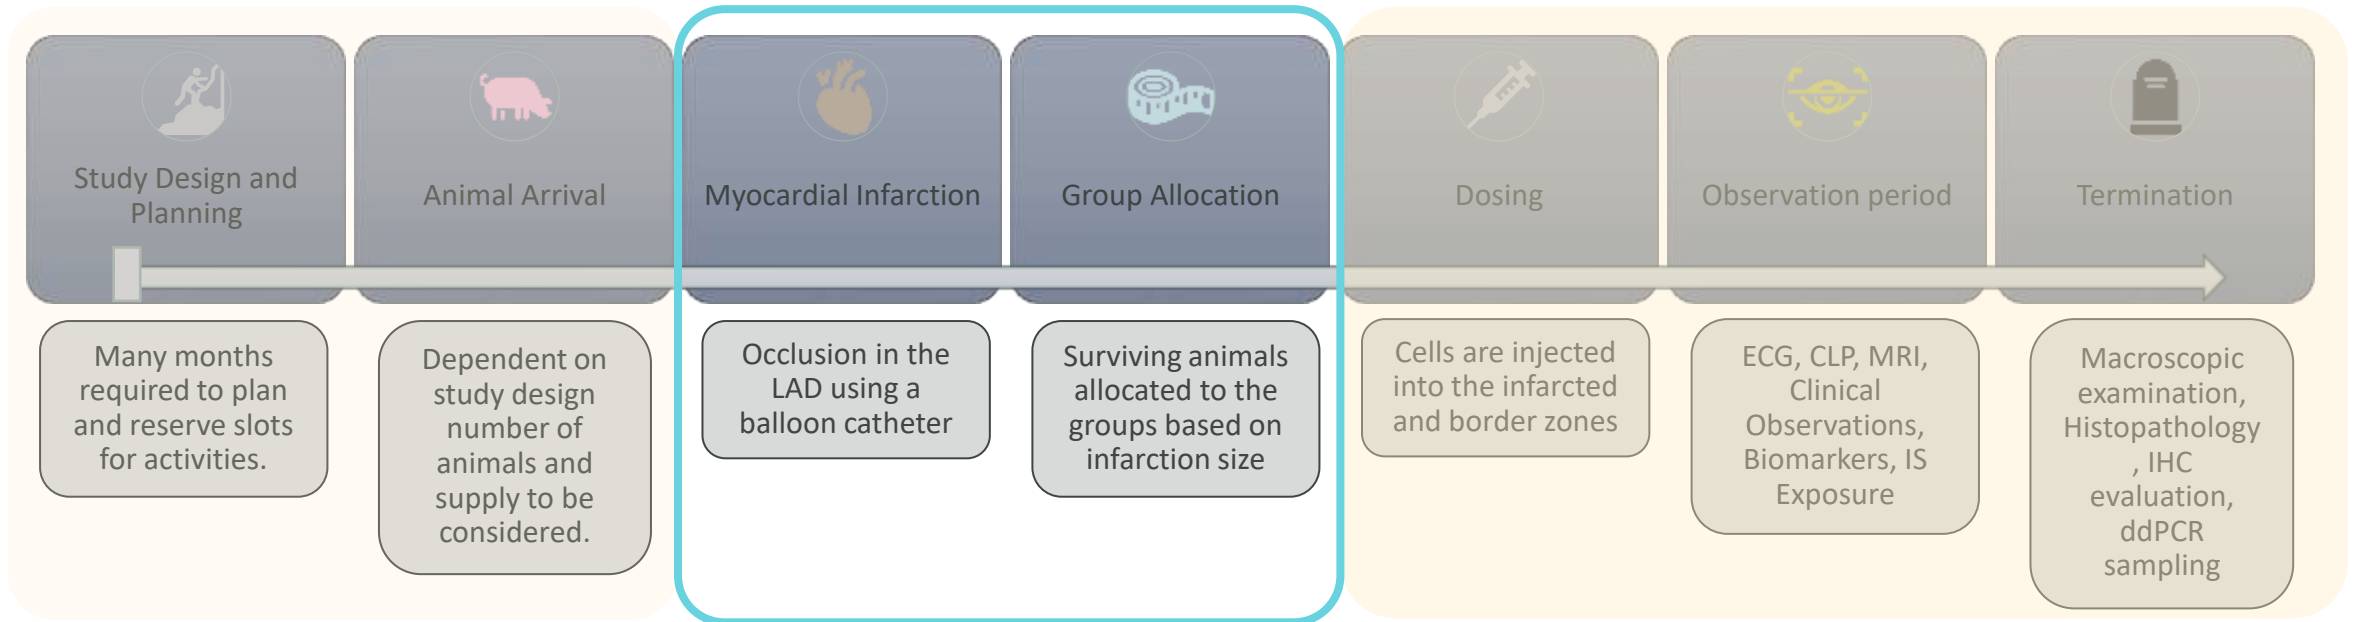 Study Design and
Planning
Animal Arrival
Myocardial Infarction
Group Allocation
Dosing
Observation period
Termination
Many months
required to plan
and reserve slots
for activities.
Dependent on
study design
number of
animals and
supply to be
considered.
Occlusion in the
LAD using a
balloon catheter
Surviving animals
allocated to the
groups based on
infarction size
Cells are injected
into the infarcted
and border zones
ECG, CLP, MRI,
Clinical
Observations,
Biomarkers, IS
Exposure
Macroscopic
examination,
Histopathology
, IHC
evaluation,
ddPCR
sampling